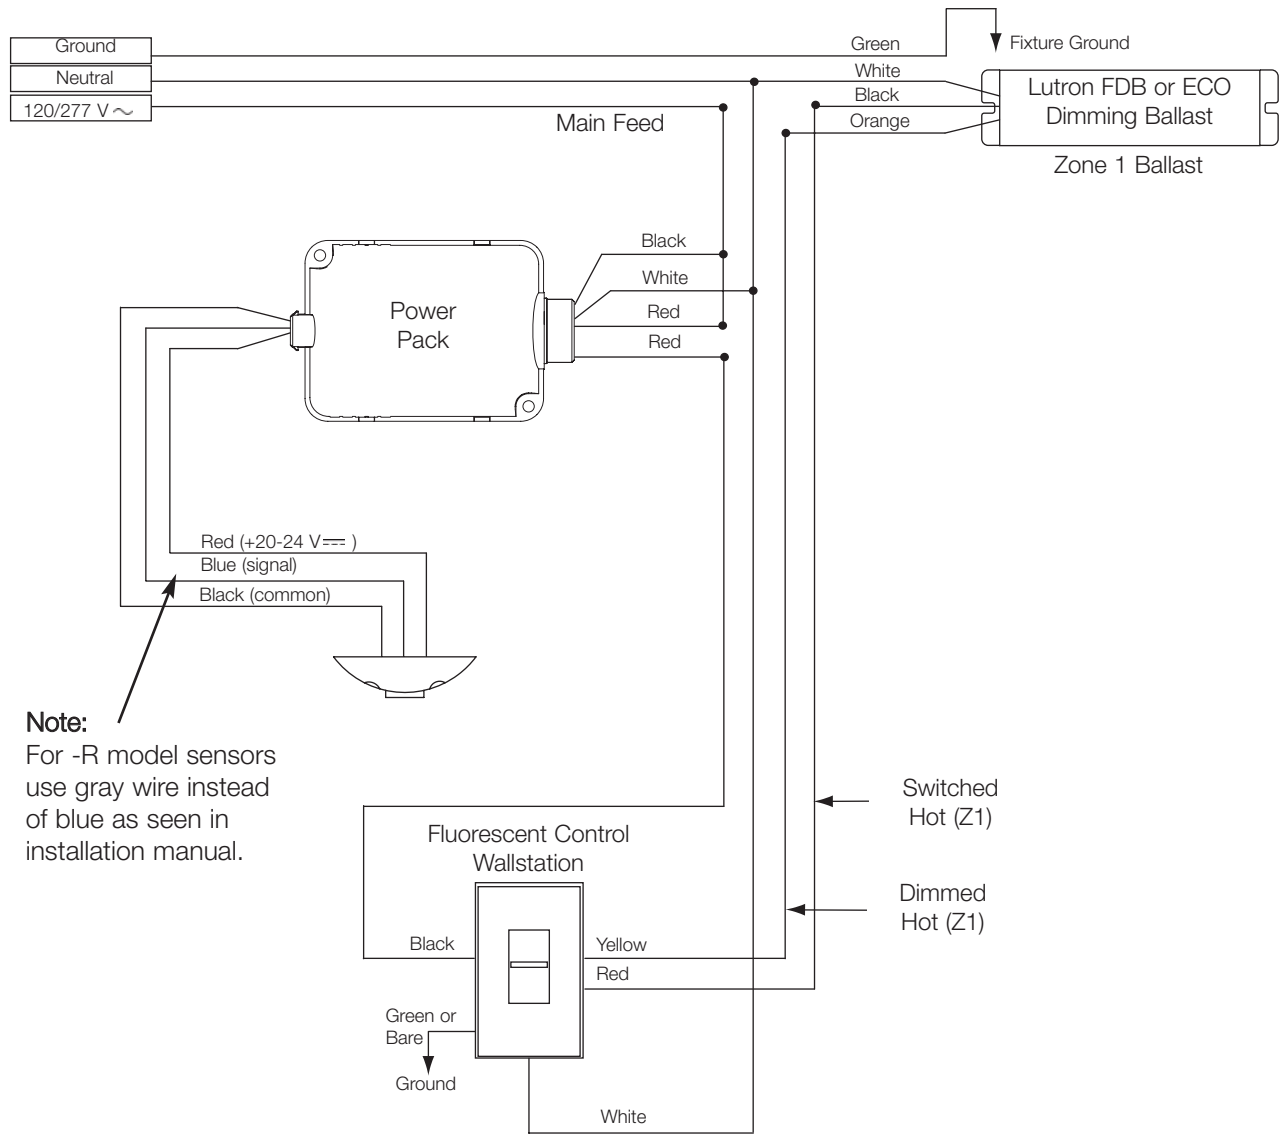 Ground
Neutral
120/277 V ~
Main Feed
Green
White
Black
Orange
Fixture Ground
Lutron FDB or ECO
Dimming Ballast
Zone 1 Ballast
Power
Pack
Black
White
Red
Red
Red (+20-24 V⎓ )
Blue (signal)
Black (common)
Note:
For -R model sensors
use gray wire instead
of blue as seen in
installation manual.
Fluorescent Control
Wallstation
Black
Yellow
Red
Green or
Bare
Ground
White
Switched
Hot (Z1)
Dimmed
Hot (Z1)